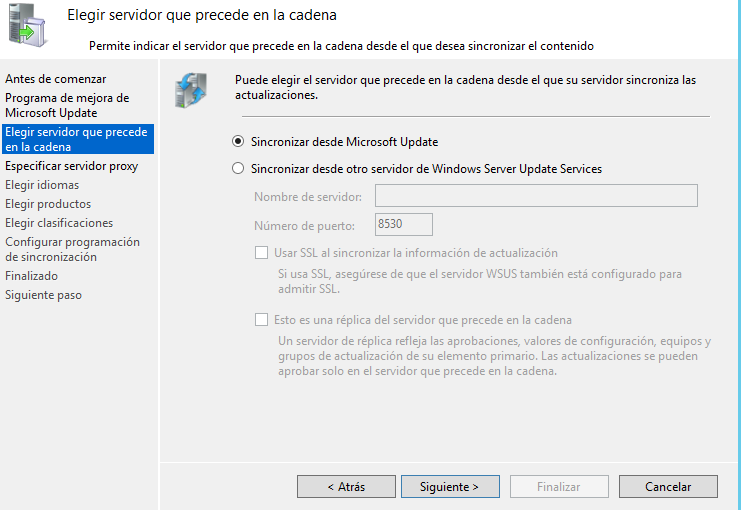 Elegir servidor que precede en la cadena
Permite indicar el servidor que precede en la cadena desde el que desea sincronizar el contenido
Antes de comenzar
Programa de mejora de
Microsoft Update
Elegir servidor que precede
en la cadena
Especificar servidor proxy
Elegir idiomas
Elegir productos
Elegir clasificaciones
Configurar programación
de sincronización
Finalizado
Siguiente paso
Puede elegir el servidor que precede en la cadena desde el que su servidor sincroniza las
actualizaciones.
Sincronizar desde Microsoft Update
Sincronizar desde otro servidor de Windows Server Update Services
Nombre de servidor:
Número de puerto: 8530
Usar SSL al sincronizar la información de actualización
Si usa SSL, asegúrese de que el servidor WSUS también está configurado para
admitir SSL.
Esto es una réplica del servidor que precede en la cadena
Un servidor de réplica refleja las aprobaciones, valores de configuración, equipos y
grupos de actualización de su elemento primario. Las actualizaciones se pueden
aprobar solo en el servidor que precede en la cadena.
< Atrás Siguiente > Finalizar Cancelar